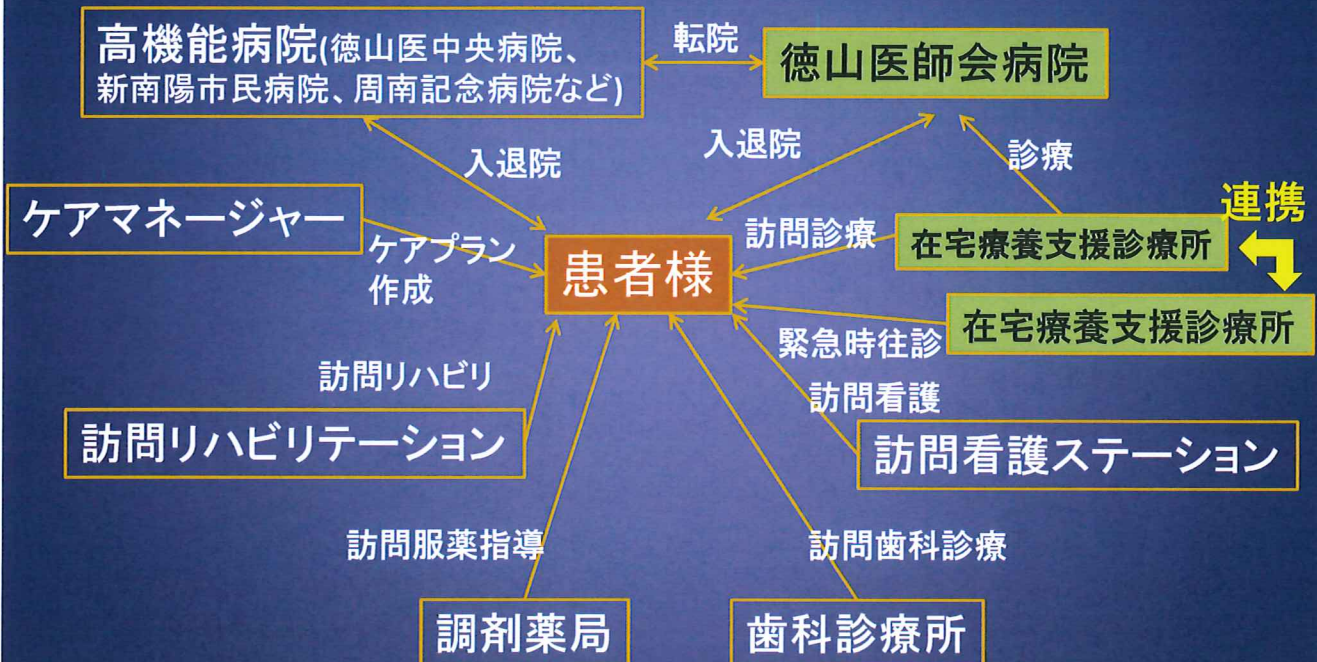 高機能病院(徳山医中央病院、
新南陽市民病院、周南記念病院など)
転院
徳山医師会病院
入退院
入退院
診療
連携
ケアマネージャー
ケアプラン
作成
患者様
訪問診療
在宅療養支援診療所
在宅療養支援診療所
緊急時往診
訪問リハビリ
訪問看護
訪問リハビリテーション
訪問看護ステーション
訪問服薬指導
訪問歯科診療
調剤薬局
歯科診療所